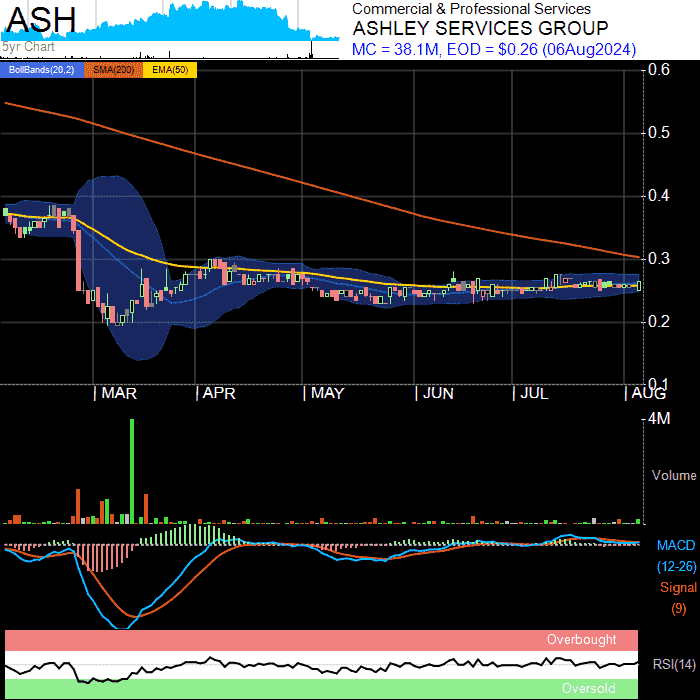 ASH
5yr Chart
Commercial & Professional Services
ASHLEY SERVICES GROUP
MC = 38.1M, EOD = $0.26 (06Aug2024)
BollBands(20,2) SMA(200) EMA(50)
0.6
0.5
0.4
0.3
0.2
0.1
MAR APR MAY JUN JUL AUG
4M
Volume
MACD
(12-26)
Signal
(9)
Overbought
RSI(14)
Oversold